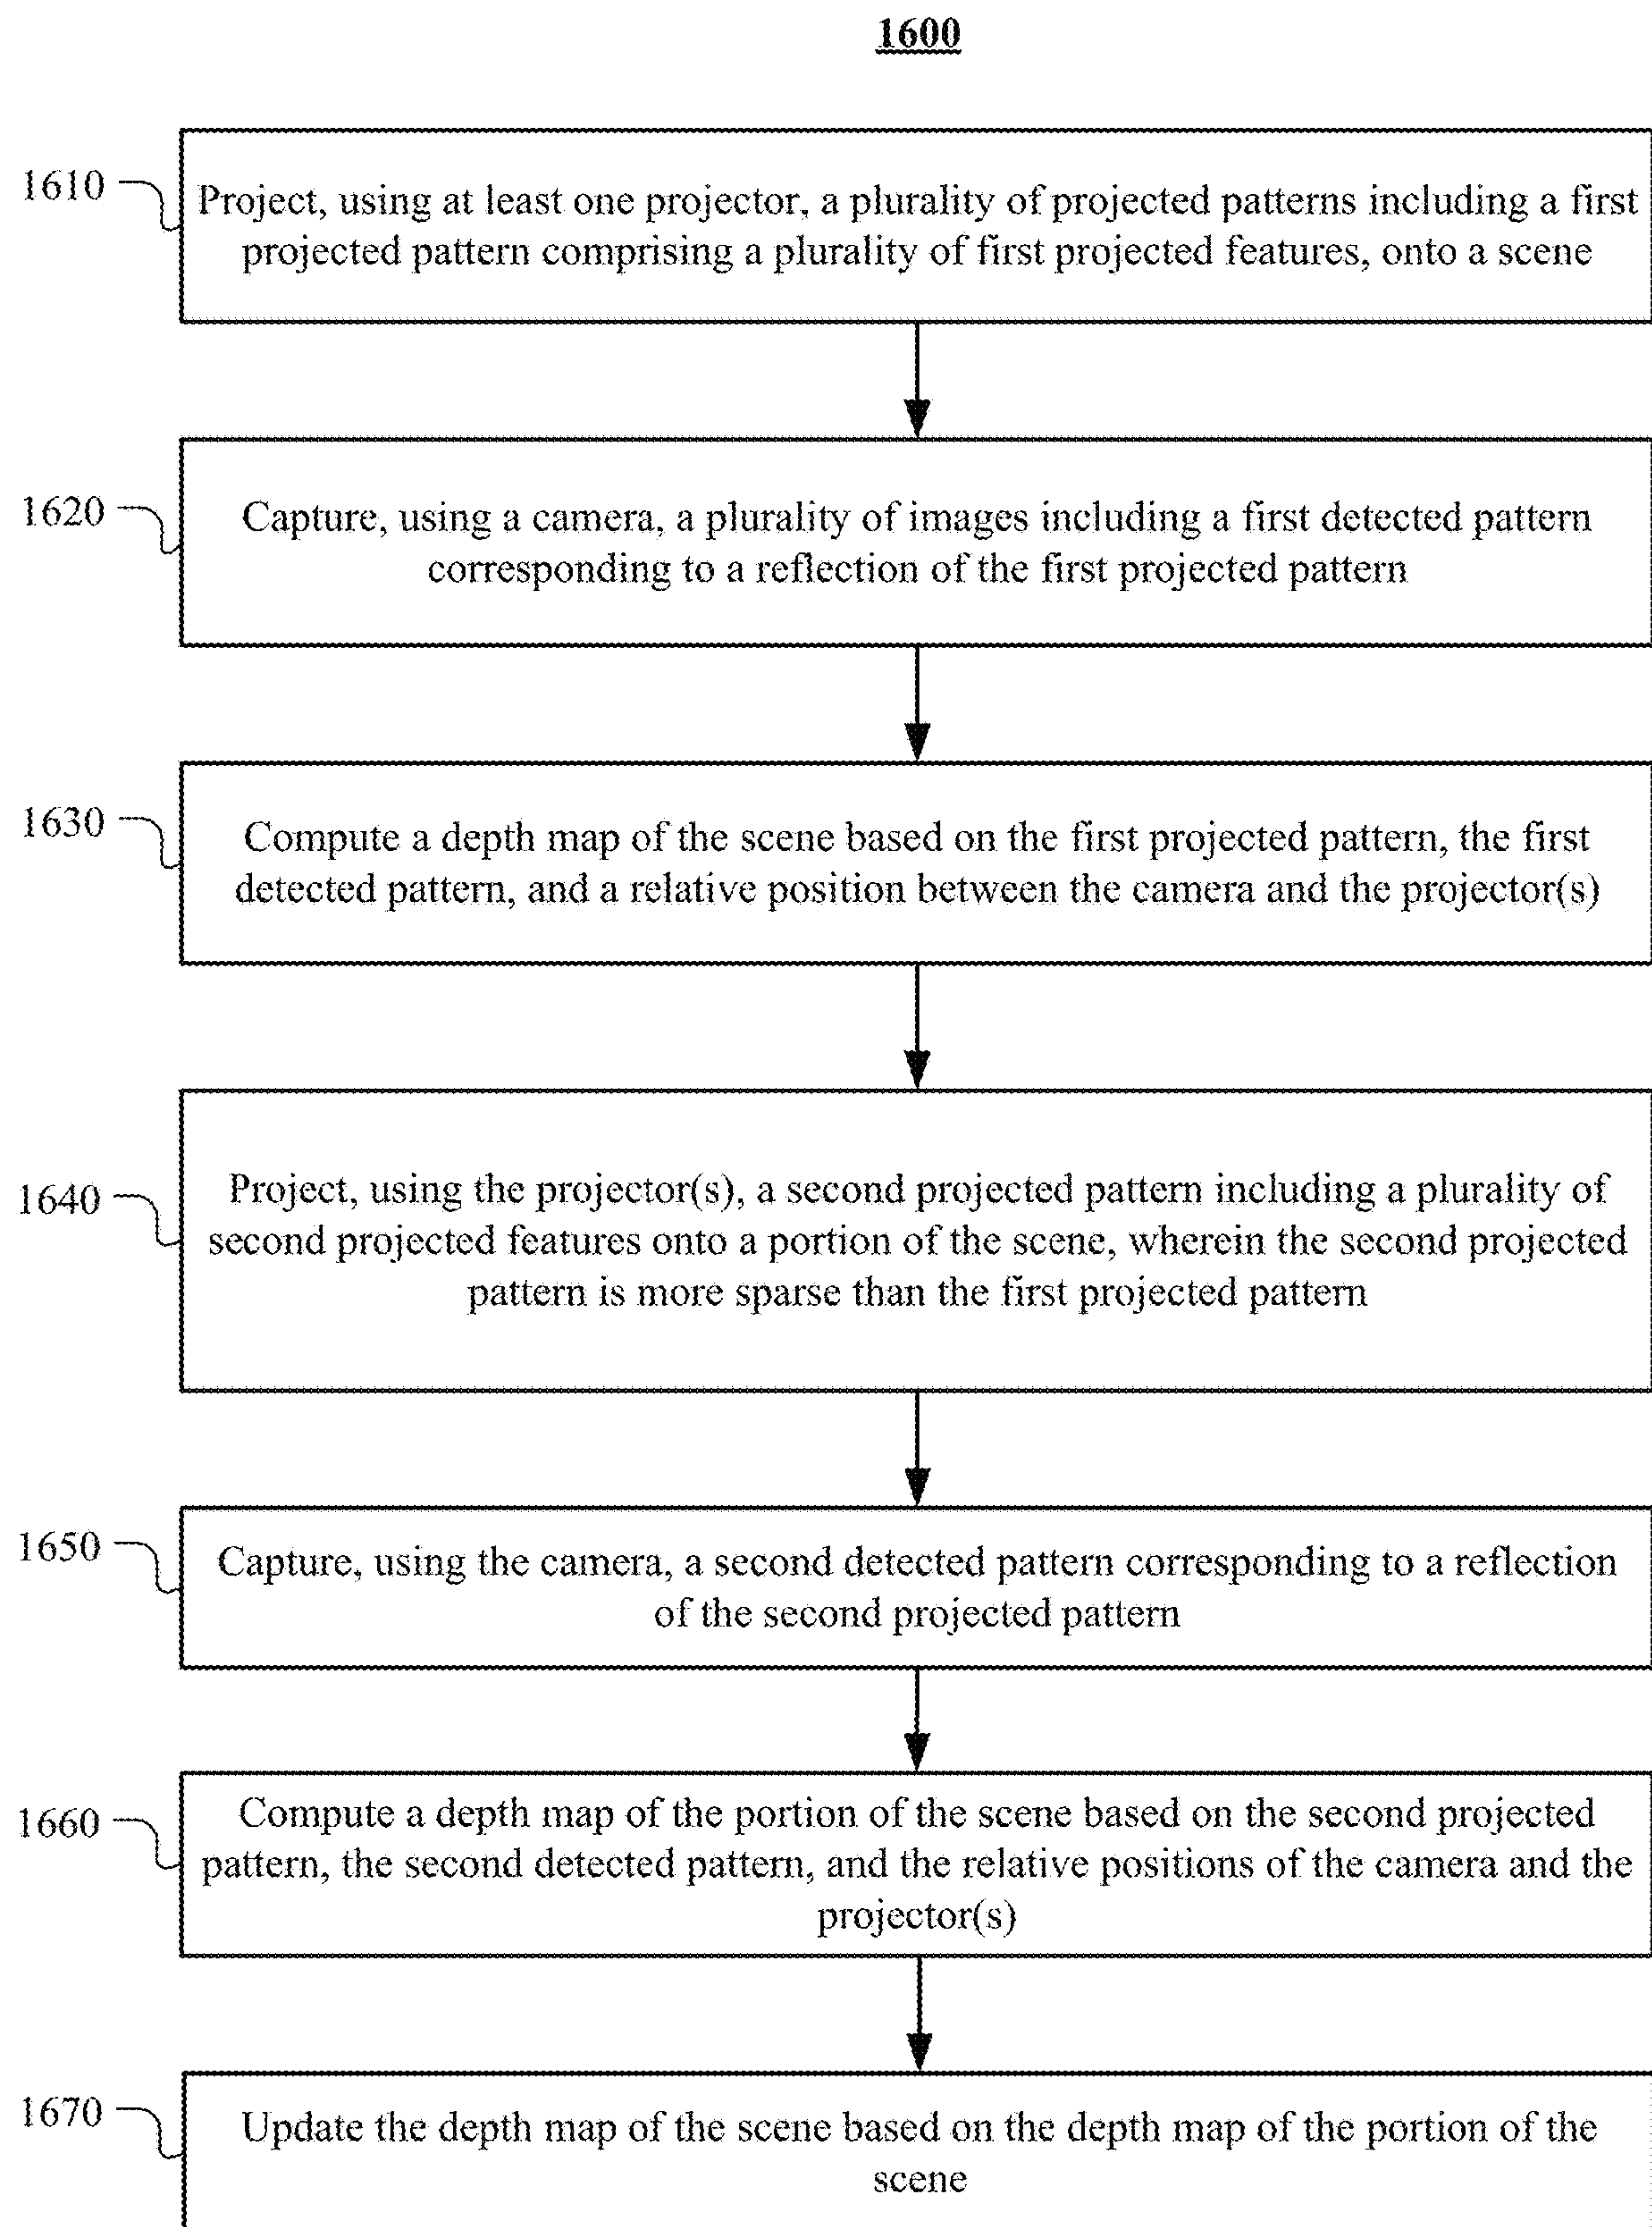 1600
1610
Project, using at least one projector, a plurality of projected patterns including a first
projected pattern comprising a plurality of first projected features, onto a scene
1620
Capture, using a camera, a plurality of images including a first detected pattern
corresponding to a reflection of the first projected pattern
1630
Compute a depth map of the scene based on the first projected pattern, the first
detected pattern, and a relative position between the camera and the projector(s)
1640
Project, using the projector(s), a second projected pattern including a plurality of
second projected features onto a portion of the scene, wherein the second projected
pattern is more sparse than the first projected pattern
1650
Capture, using the camera, a second detected pattern corresponding to a reflection
of the second projected pattern
1660
Compute a depth map of the portion of the scene based on the second projected
pattern, the second detected pattern, and the relative positions of the camera and the
projector(s)
1670
Update the depth map of the scene based on the depth map of the portion of the
scene